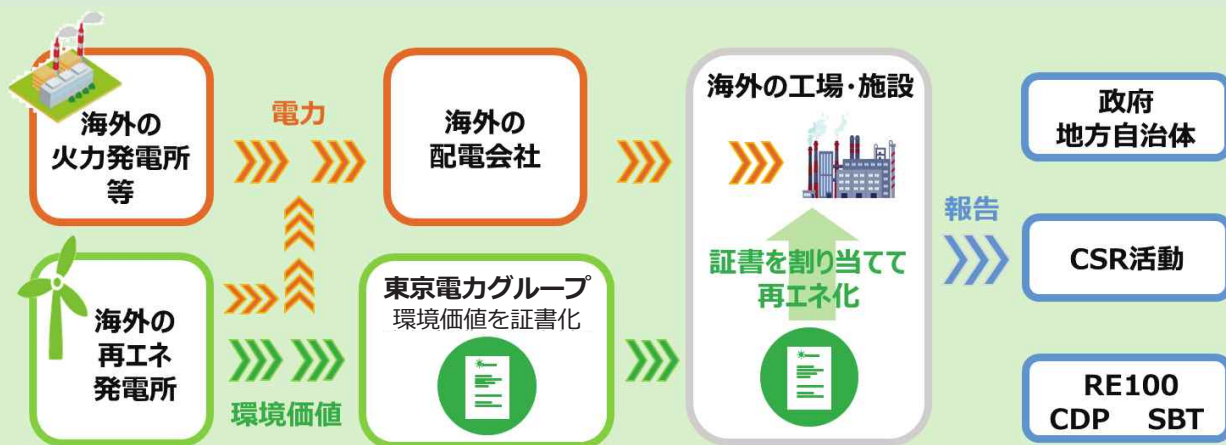 海外の
火力発電所
等
電力
海外の
配電会社
海外の工場・施設
政府
地方自治体
海外の
再エネ
発電所
環境価値
東京電力グループ
環境価値を証書化
証書を割り当てて
再エネ化
報告
CSR活動
RE100
CDP SBT